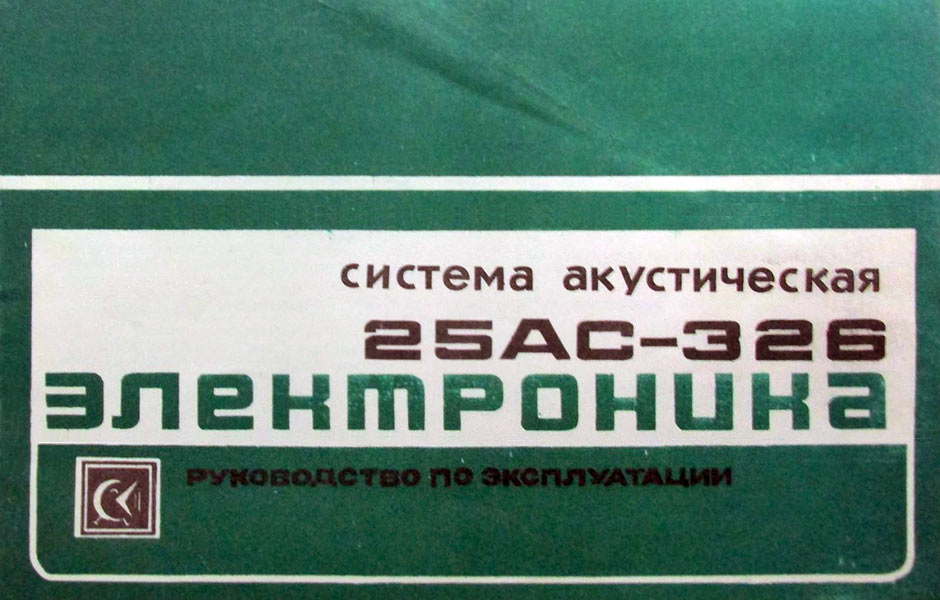 система акустическая
25АС-326
электроника
РУКОВОДСТВО ПО ЭКСПЛУАТАЦИИ